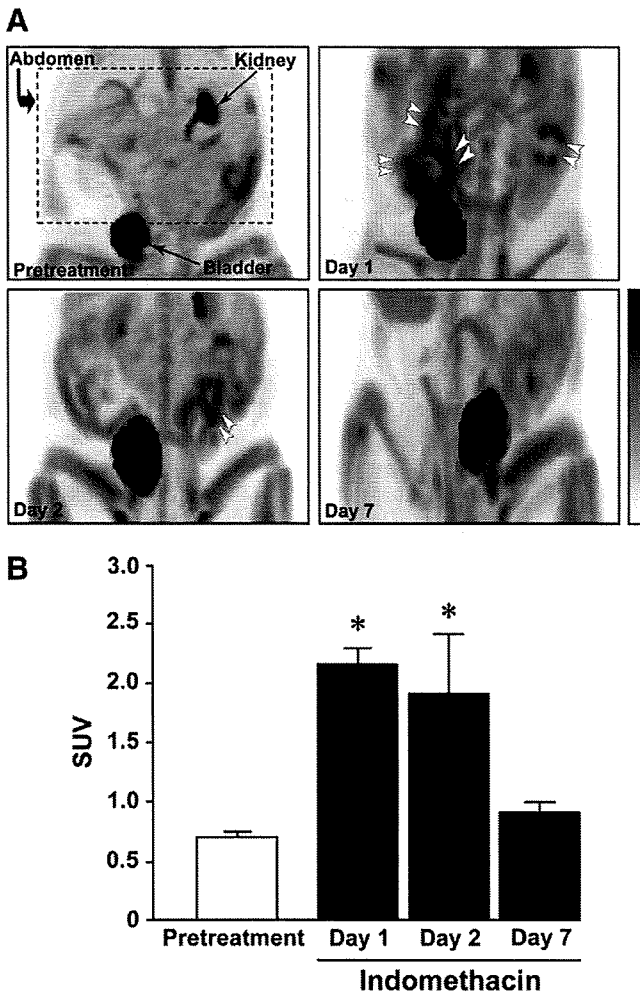 A
Abdomen
Kidney
Pretreatment
Bladder
Day 1
Day 2
Day 7
B
3.0
2.5
2.0
1.5
1.0
0.5
0
SUV
*
*
Pretreatment
Day 1
Day 2
Day 7
Indomethacin